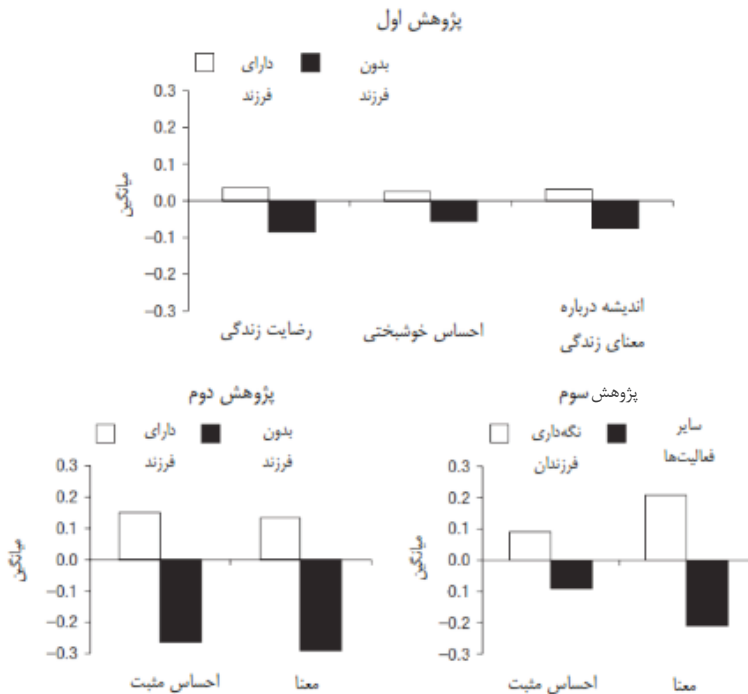 پژوهش اول
دارای فرزند
بدون فرزند
0.3
0.2
0.1
0.0
−0.1
−0.2
−0.3
میانگین
رضایت زندگی
احساس خوشبختی
اندیشه درباره
معنای زندگی
پژوهش دوم
دارای فرزند
بدون فرزند
0.3
0.2
0.1
0.0
−0.1
−0.2
−0.3
میانگین
احساس مثبت
معنا
پژوهش سوم
نگه‌داری فرزندان
سایر فعالیت‌ها
0.3
0.2
0.1
0.0
−0.1
−0.2
−0.3
میانگین
احساس مثبت
معنا